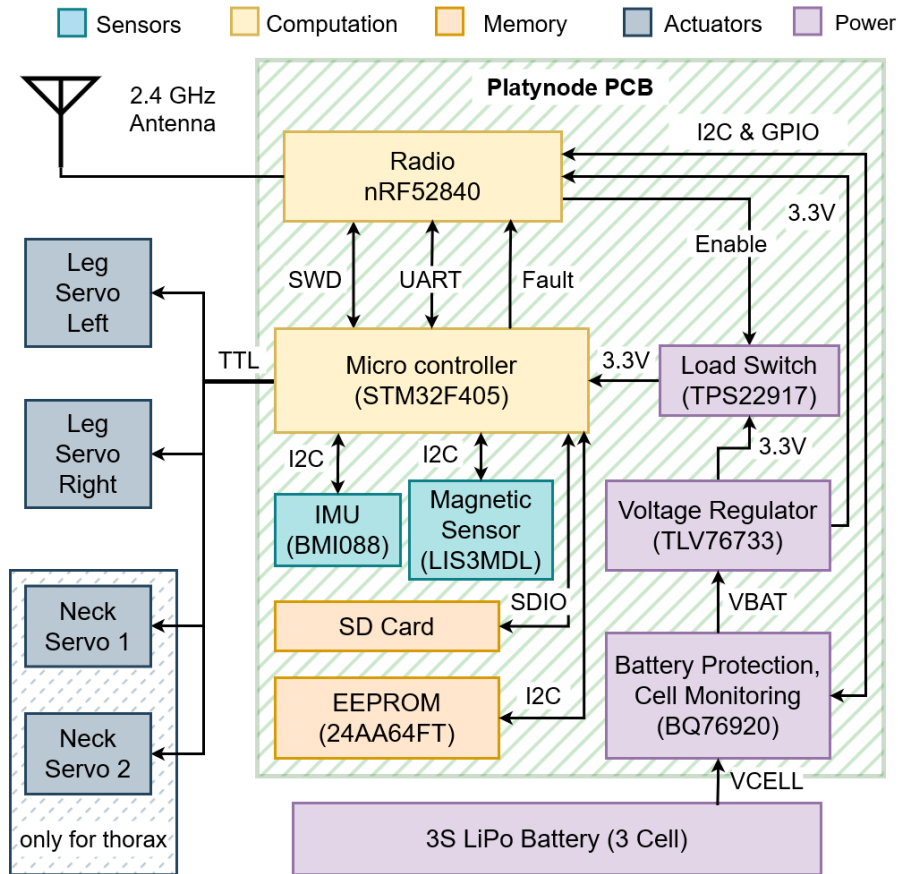 Sensors
Computation
Memory
Actuators
Power
2.4 GHz
Antenna
Platynode PCB
Radio
nRF52840
I2C & GPIO
3.3V
Enable
SWD
UART
Fault
Leg
Servo
Left
TTL
Micro controller
(STM32F405)
3.3V
Load Switch
(TPS22917)
Leg
Servo
Right
I2C
I2C
3.3V
IMU
(BMI088)
Magnetic
Sensor
(LIS3MDL)
Voltage Regulator
(TLV76733)
SDIO
VBAT
Neck
Servo 1
SD Card
Battery Protection,
Cell Monitoring
(BQ76920)
EEPROM
(24AA64FT)
I2C
Neck
Servo 2
VCELL
only for thorax
3S LiPo Battery (3 Cell)